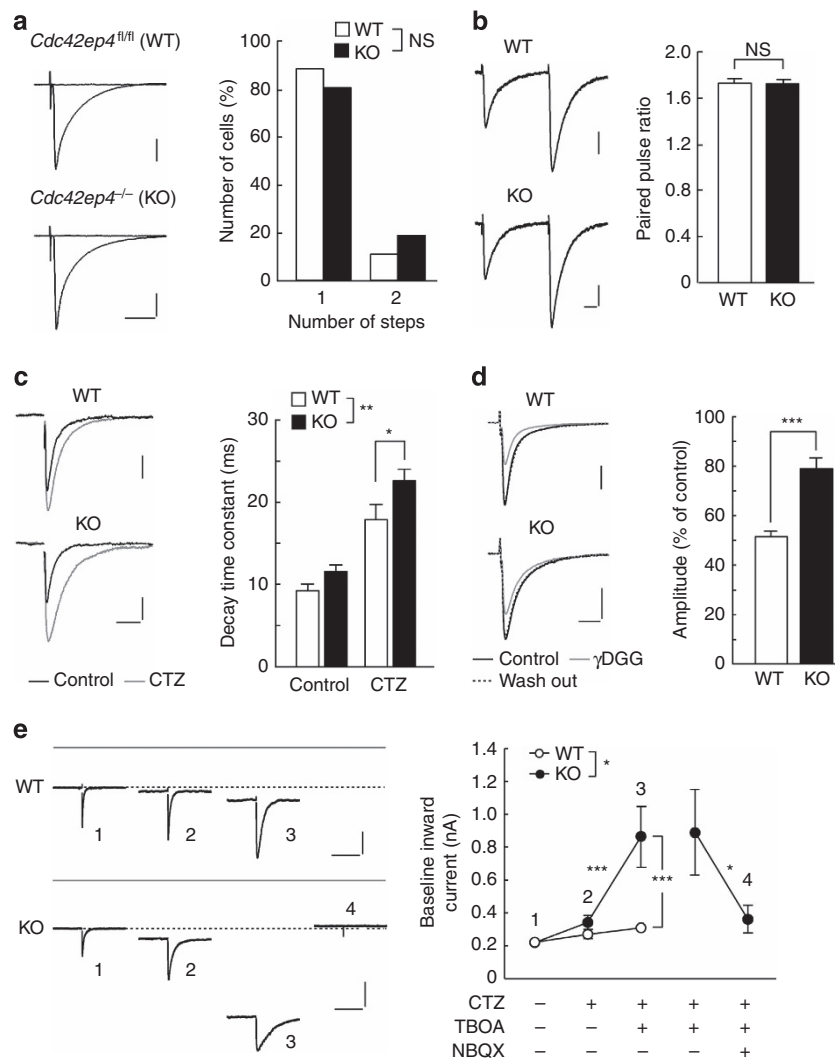 a
Cdc42ep4fl/fl (WT)
Cdc42ep4–/– (KO)
WT
KO
NS
Number of cells (%)
100
80
60
40
20
0
1 2
Number of steps
b
WT
KO
NS
Paired pulse ratio
2.0
1.6
1.2
0.8
0.4
0
WT KO
c
WT
KO
Control CTZ
WT
KO
**
*
Decay time constant (ms)
30
20
10
0
Control CTZ
d
WT
KO
Control γDGG
Wash out
***
Amplitude (% of control)
100
80
60
40
20
0
WT KO
e
WT
1 2 3
KO
1 2 3 4
WT
KO
*
Baseline inward
current (nA)
1.4
1.2
1.0
0.8
0.6
0.4
0.2
0
1
2
3
4
***
***
*
CTZ – + + + +
TBOA – – + + +
NBQX – – – – +